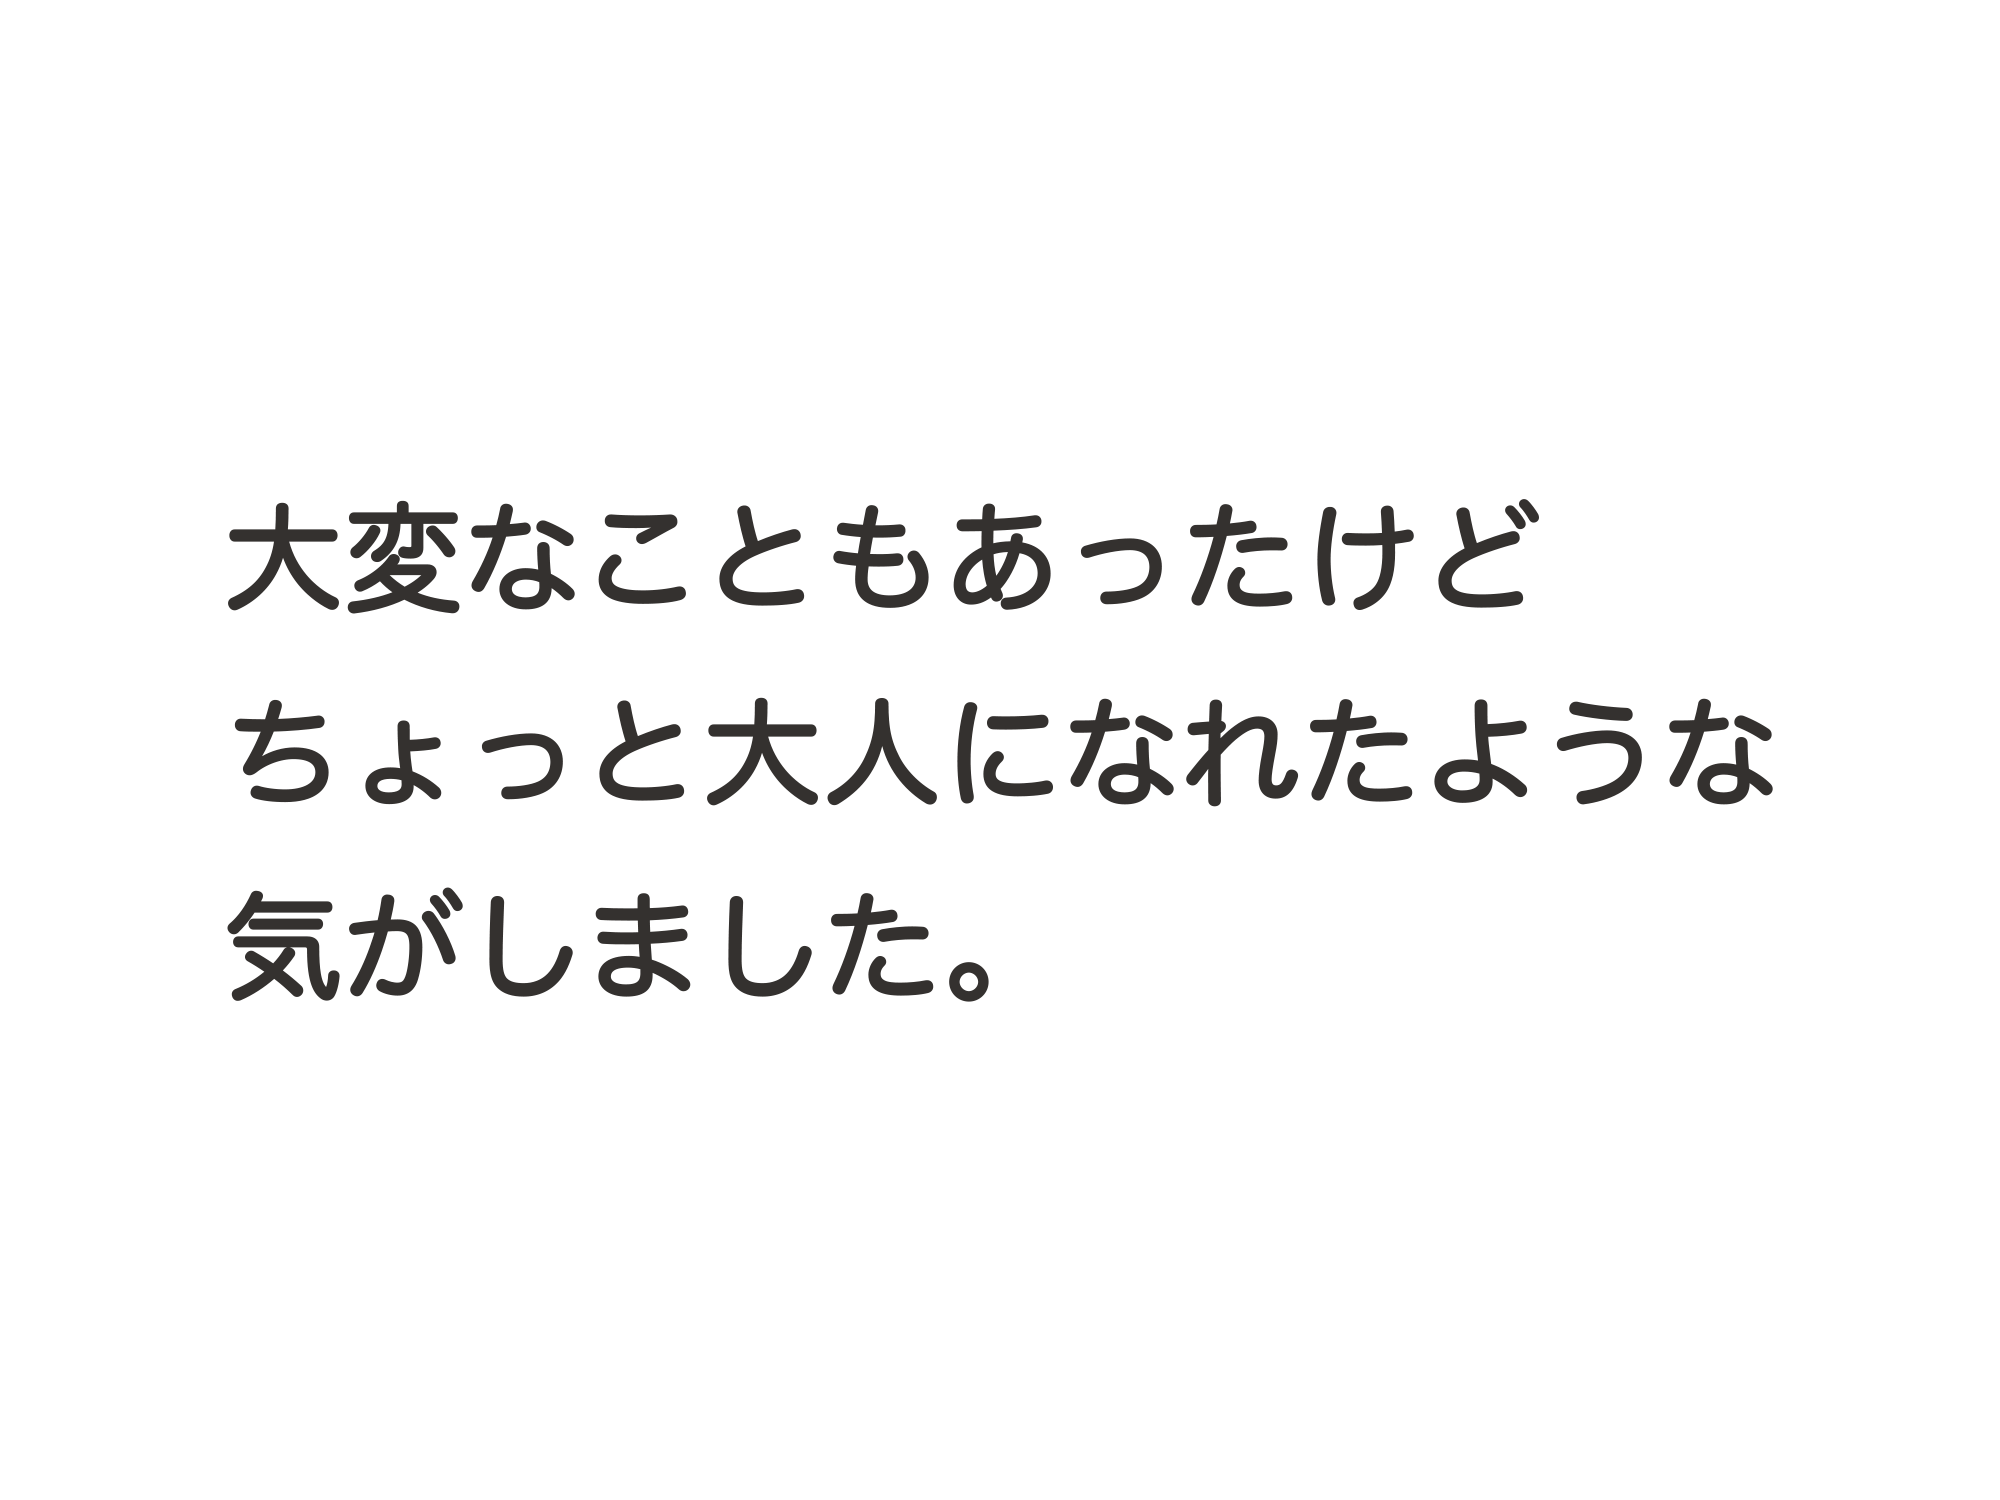 大変なこともあったけど
ちょっと大人になれたような
気がしました。